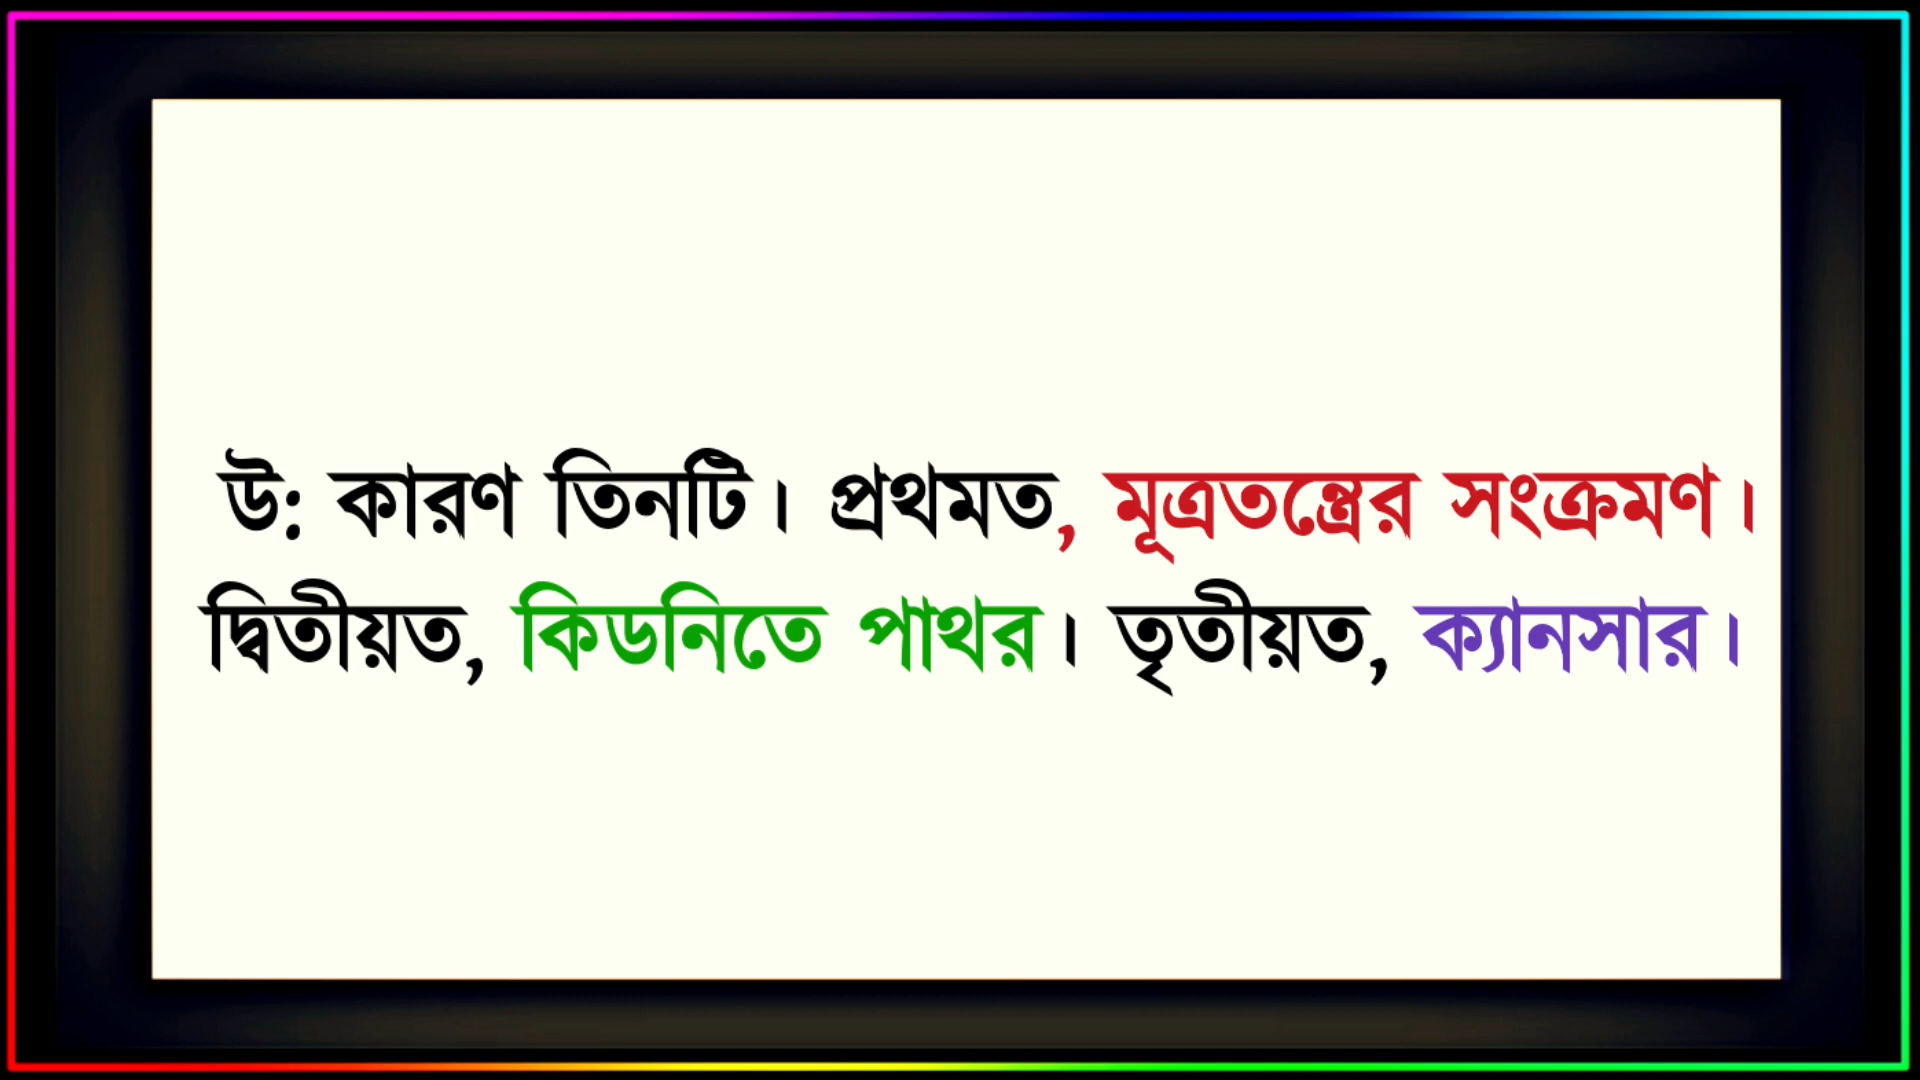 উ: কারণ তিনটি। প্রথমত, মূত্রতন্ত্রের সংক্রমণ।
দ্বিতীয়ত, কিডনিতে পাথর। তৃতীয়ত, ক্যানসার।